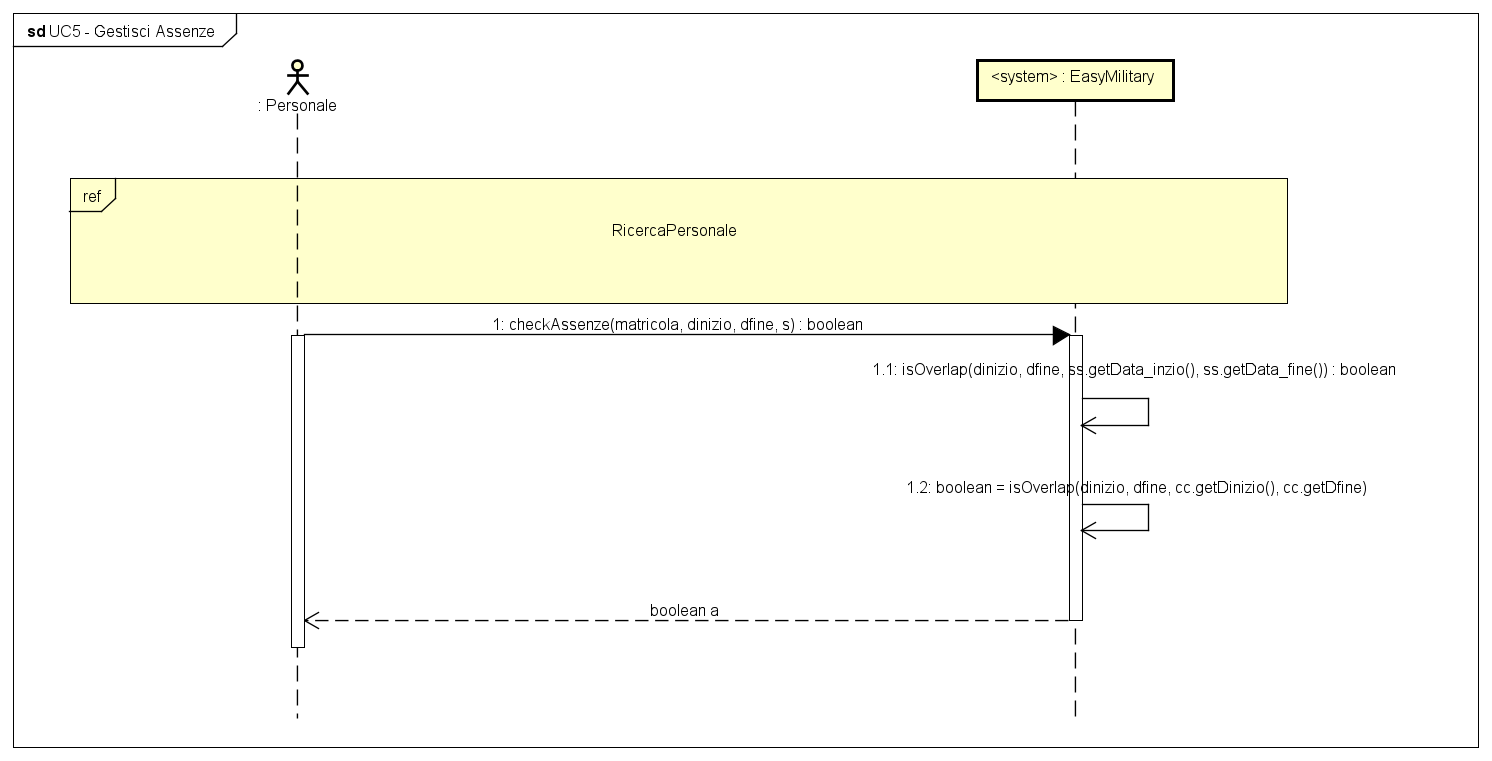 sd UC5 - Gestisci Assenze
: Personale
<system> : EasyMilitary
ref
RicercaPersonale
1: checkAssenze(matricola, dinizio, dfine, s) : boolean
1.1: isOverlap(dinizio, dfine, ss.getData_inzio(), ss.getData_fine()) : boolean
1.2: boolean = isOverlap(dinizio, dfine, cc.getDinizio(), cc.getDfine)
boolean a